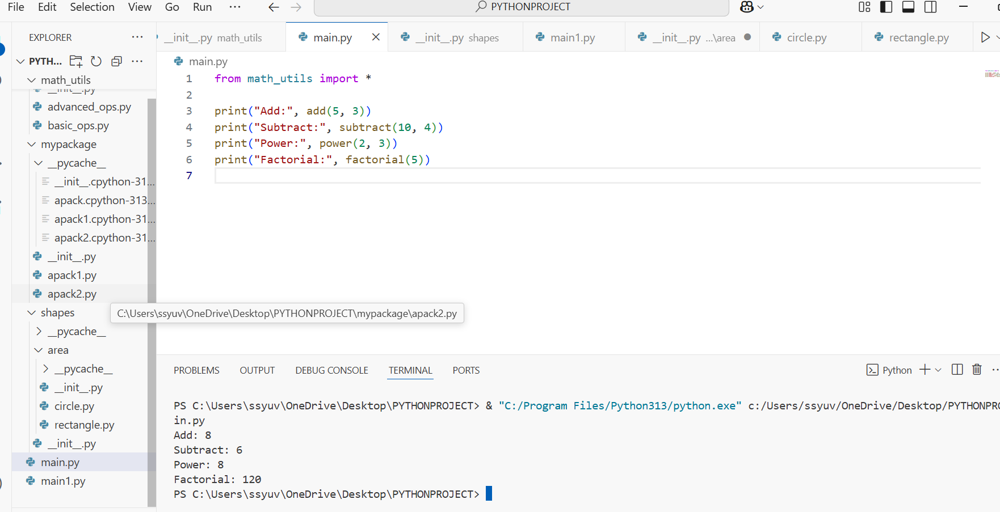 File Edit Selection View Go Run ··· PYTHONPROJECT
EXPLORER ···
PYTH... ···
math_utils
__init__.py
advanced_ops.py
basic_ops.py
mypackage
__pycache__
__init__.cpython-31...
apack.cpython-313...
apack1.cpython-31...
apack2.cpython-31...
__init__.py
apack1.py
apack2.py
shapes
__pycache__
area
__pycache__
__init__.py
circle.py
rectangle.py
__init__.py
main.py
main1.py
C:\Users\ssyuv\OneDrive\Desktop\PYTHONPROJECT\mypackage\apack2.py
__init__.py math_utils main.py __init__.py shapes main1.py __init__.py ...\area circle.py rectangle.py
main.py
1 from math_utils import *
2
3 print("Add:", add(5, 3))
4 print("Subtract:", subtract(10, 4))
5 print("Power:", power(2, 3))
6 print("Factorial:", factorial(5))
7
PROBLEMS OUTPUT DEBUG CONSOLE TERMINAL PORTS Python
PS C:\Users\ssyuv\OneDrive\Desktop\PYTHONPROJECT> & "C:/Program Files/Python313/python.exe" c:/Users/ssyuv/OneDrive/Desktop/PYTHONPRO
in.py
Add: 8
Subtract: 6
Power: 8
Factorial: 120
PS C:\Users\ssyuv\OneDrive\Desktop\PYTHONPROJECT>